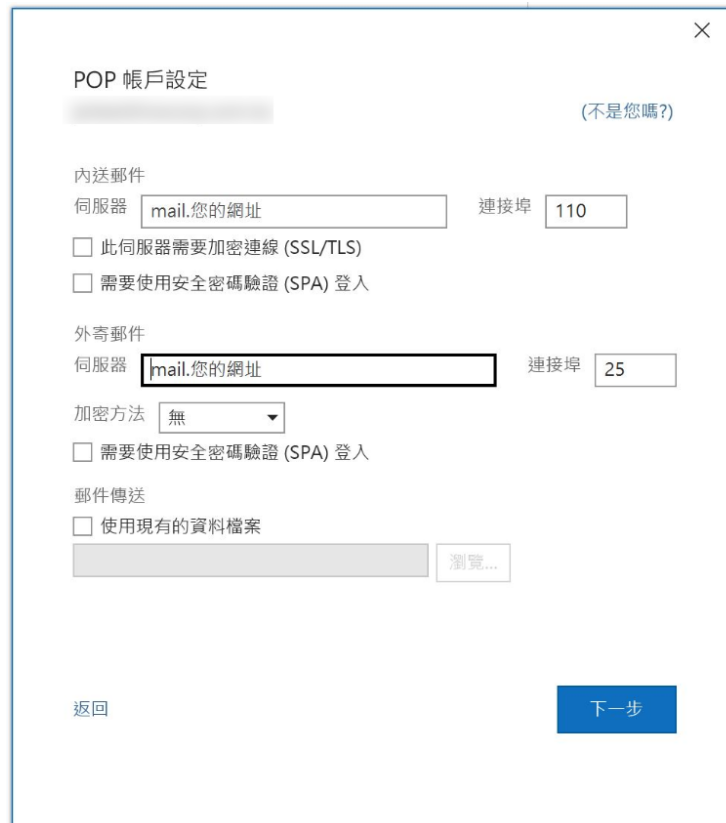 POP 帳戶設定
(不是您嗎?)
內送郵件
伺服器 mail.您的網址 連接埠 110
此伺服器需要加密連線 (SSL/TLS)
需要使用安全密碼驗證 (SPA) 登入
外寄郵件
伺服器 mail.您的網址 連接埠 25
加密方法 無
需要使用安全密碼驗證 (SPA) 登入
郵件傳送
使用現有的資料檔案
瀏覽...
返回 下一步